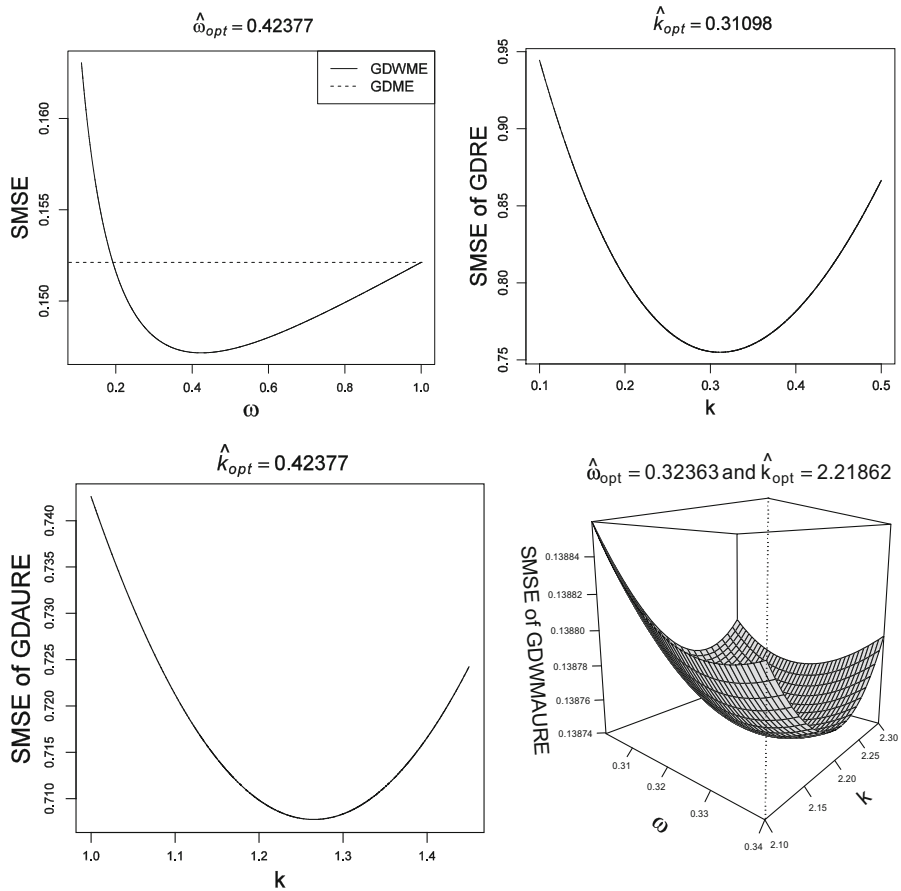 ω̂opt = 0.42377
GDWME
GDME
SMSE
0.160
0.155
0.150
0.2 0.4 0.6 0.8 1.0
ω
k̂opt = 0.31098
SMSE of GDRE
0.95
0.90
0.85
0.80
0.75
0.1 0.2 0.3 0.4 0.5
k
k̂opt = 0.42377
SMSE of GDAURE
0.740
0.735
0.730
0.725
0.720
0.715
0.710
1.0 1.1 1.2 1.3 1.4
k
ω̂opt = 0.32363 and k̂opt = 2.21862
SMSE of GDWMAURE
0.13884
0.13882
0.13880
0.13878
0.13876
0.13874
0.31
0.32
0.33
0.34
ω
2.10
2.15
2.20
2.25
2.30
k